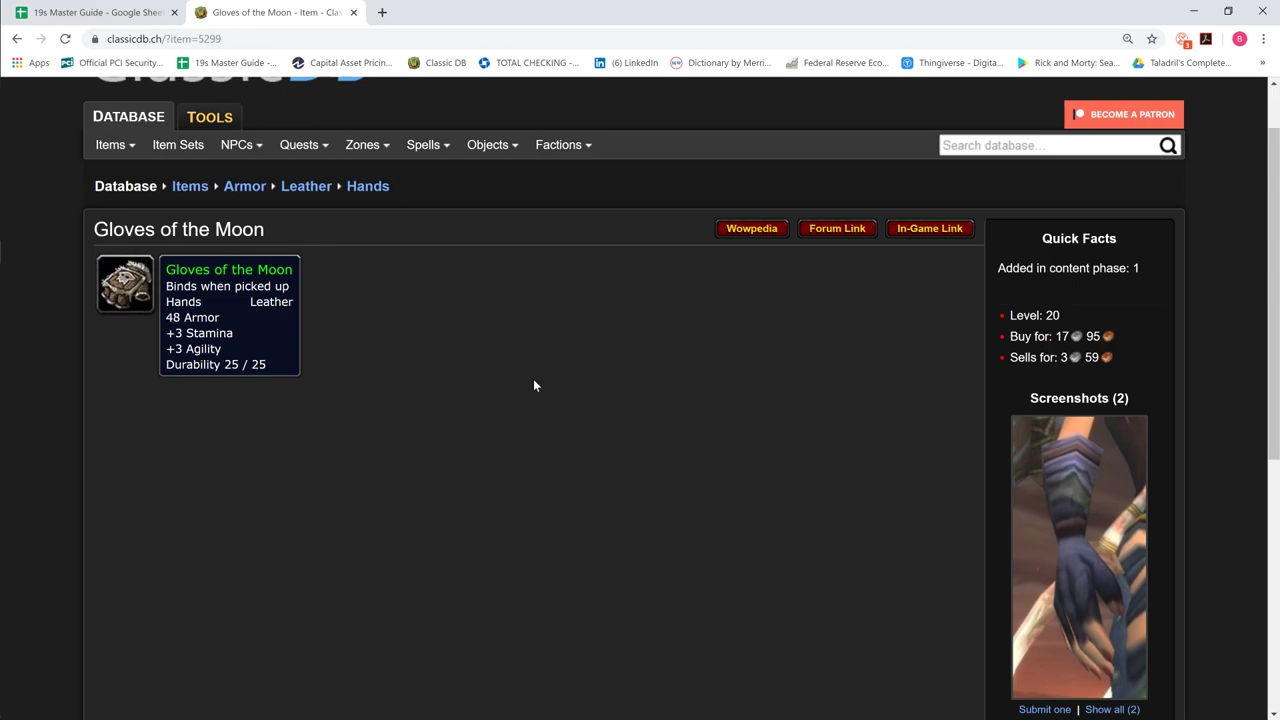 19s Master Guide - Google Sheet
Gloves of the Moon - Item - Clas
classicdb.ch/?item=5299
3
B
Apps
Official PCI Security...
19s Master Guide -...
Capital Asset Pricin...
Classic DB
TOTAL CHECKING -...
(6) LinkedIn
Dictionary by Merri...
Federal Reserve Eco...
Thingiverse - Digita...
Rick and Morty: Sea...
Taladril's Complete...
DATABASE
TOOLS
BECOME A PATRON
Items
Item Sets
NPCs
Quests
Zones
Spells
Objects
Factions
Search database...
Database
Items
Armor
Leather
Hands
Gloves of the Moon
Wowpedia
Forum Link
In-Game Link
Gloves of the Moon
Binds when picked up
Hands Leather
48 Armor
+3 Stamina
+3 Agility
Durability 25 / 25
Quick Facts
Added in content phase: 1
Level: 20
Buy for: 17 95
Sells for: 3 59
Screenshots (2)
Submit one | Show all (2)